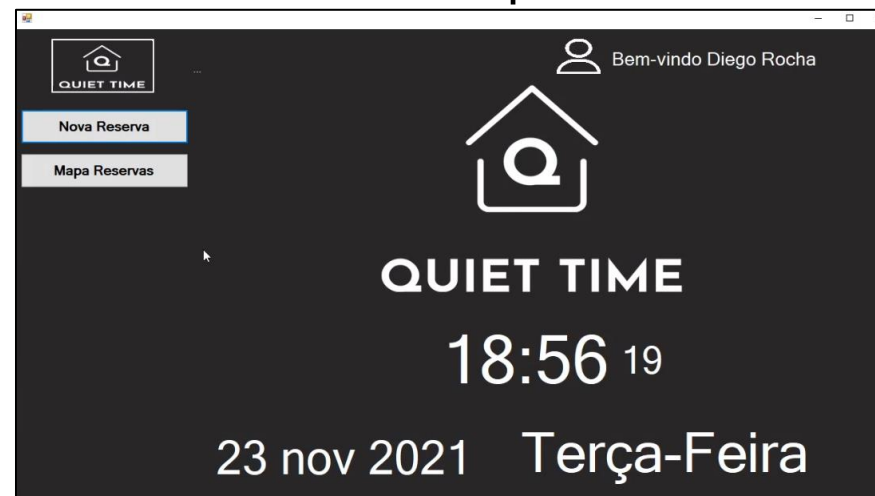 QUIET TIME
...
Bem-vindo Diego Rocha
Nova Reserva
Mapa Reservas
Q
QUIET TIME
18:56 19
23 nov 2021 Terça-Feira